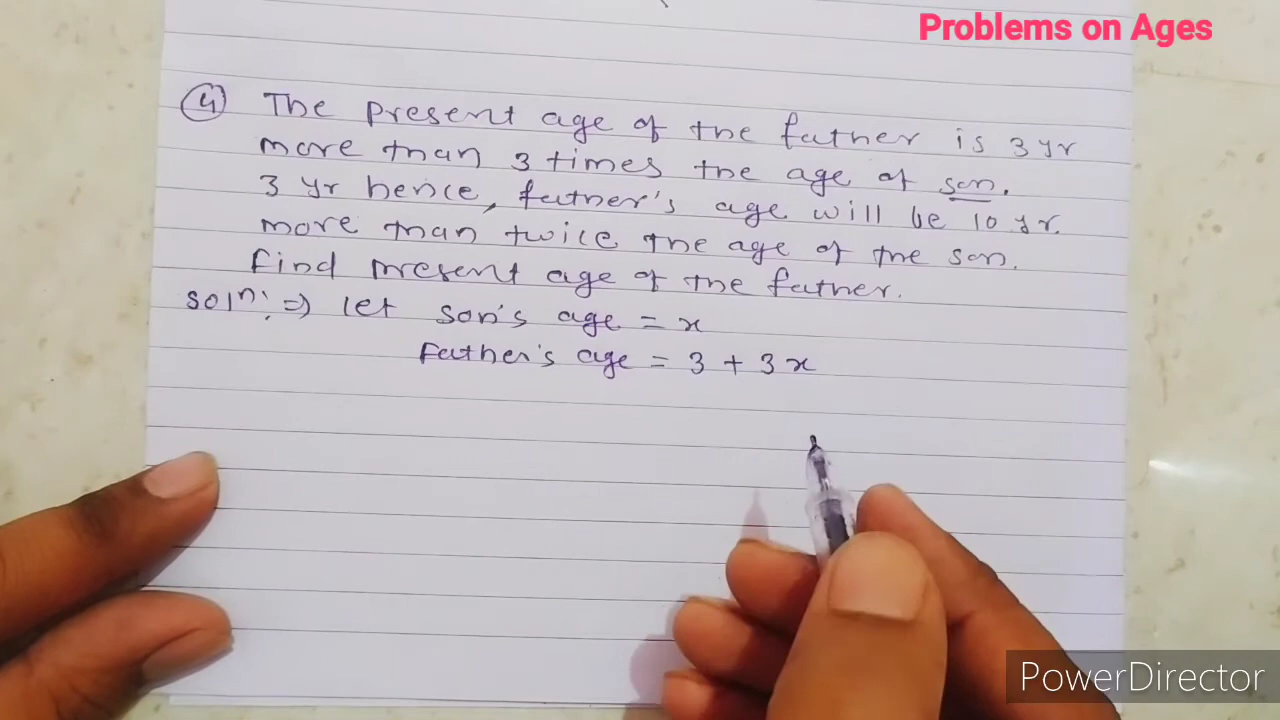 Problems on Ages
4 The present age of the father is 3 yr
more than 3 times the age of son.
3 yr hence, father's age will be 10 yr.
more than twice the age of the son.
Find present age of the father.
Soln: ⇒ let son's age = x
Father's age = 3 + 3x
PowerDirector